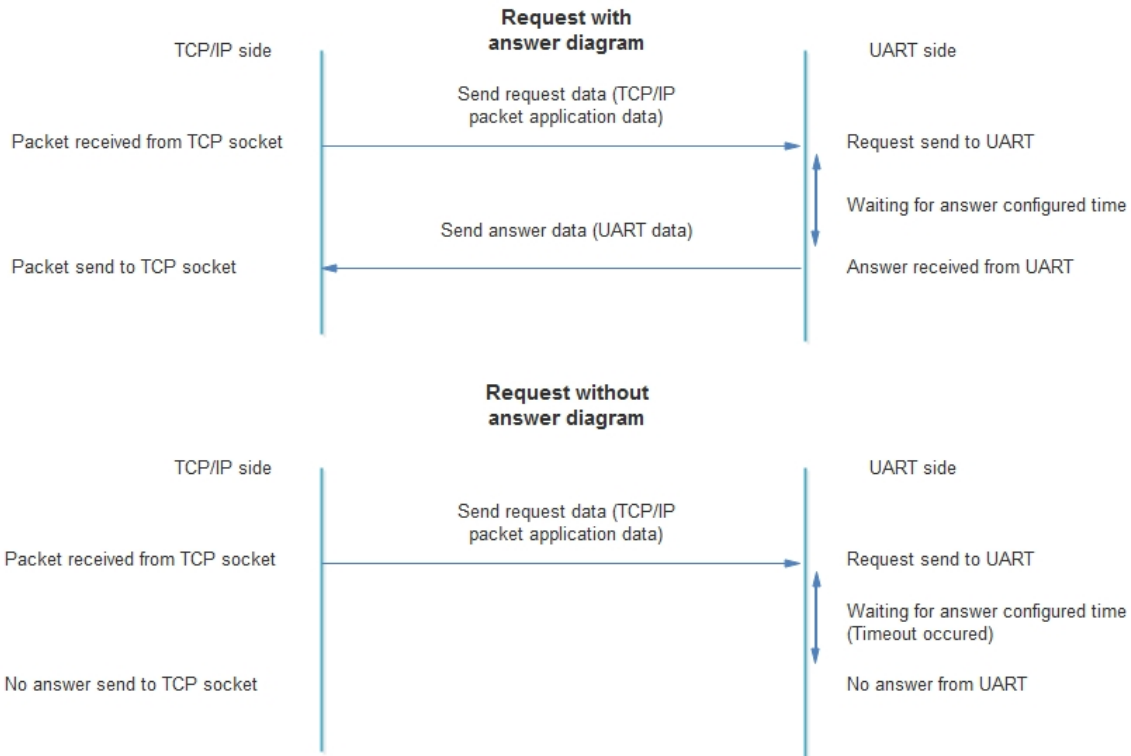 Request with
answer diagram
TCP/IP side
UART side
Send request data (TCP/IP
packet application data)
Packet received from TCP socket
Request send to UART
Waiting for answer configured time
Send answer data (UART data)
Packet send to TCP socket
Answer received from UART
Request without
answer diagram
TCP/IP side
UART side
Send request data (TCP/IP
packet application data)
Packet received from TCP socket
Request send to UART
Waiting for answer configured time
(Timeout occured)
No answer send to TCP socket
No answer from UART